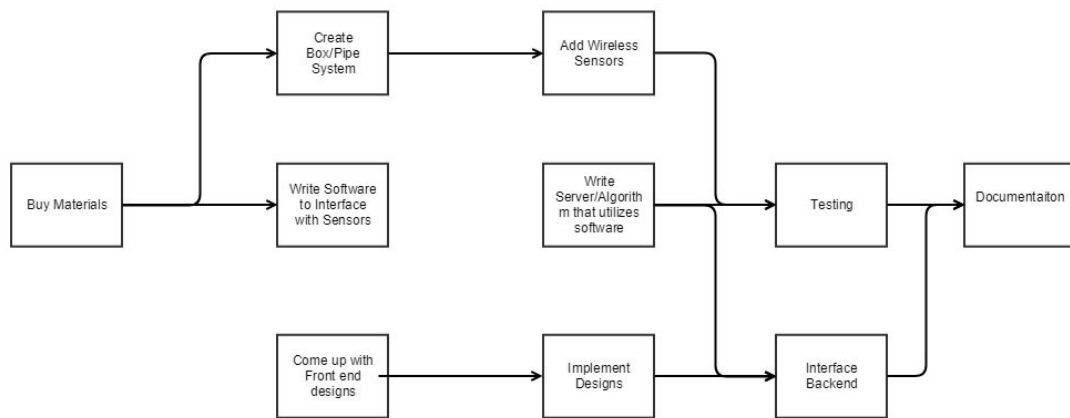 Create
Box/Pipe
System
Add Wireless
Sensors
Buy Materials
Write Software
to Interface
with Sensors
Write
Server/Algorith
m that utilizes
software
Testing
Documentaiton
Come up with
Front end
designs
Implement
Designs
Interface
Backend